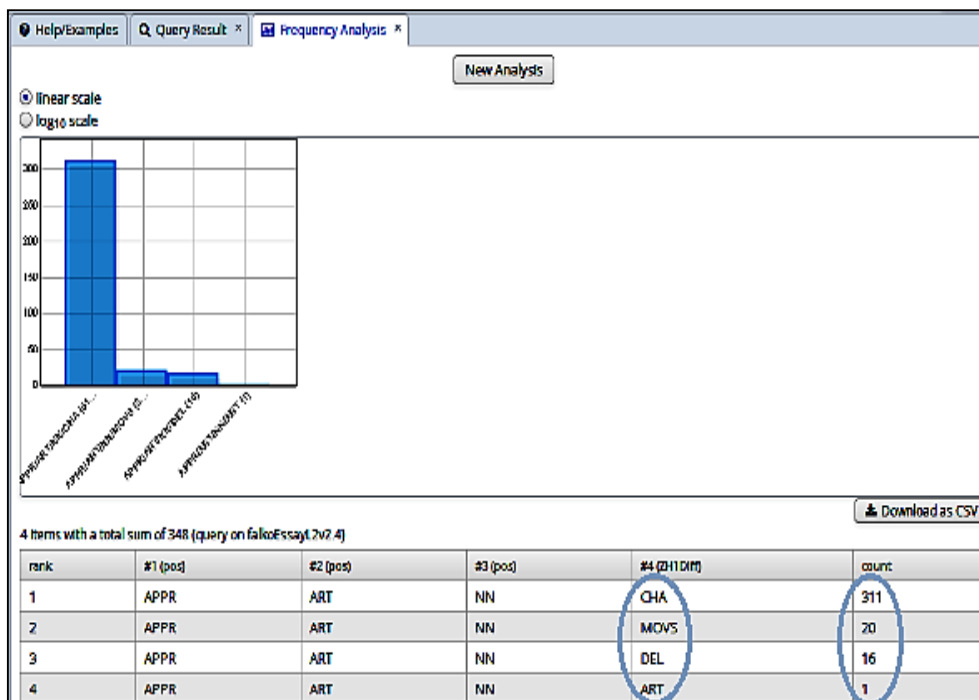 Help/Examples Query Result × Frequency Analysis ×
New Analysis
linear scale
log10 scale
300
250
200
150
100
50
0
Download as CSV
4 items with a total sum of 348 (query on falkoEssayL2v2.4)
rank #1 (pos) #2 (pos) #3 (pos) #4 (ZH1Diff) count
1 APPR ART NN CHA 311
2 APPR ART NN MOVS 20
3 APPR ART NN DEL 16
4 APPR ART NN ART 1